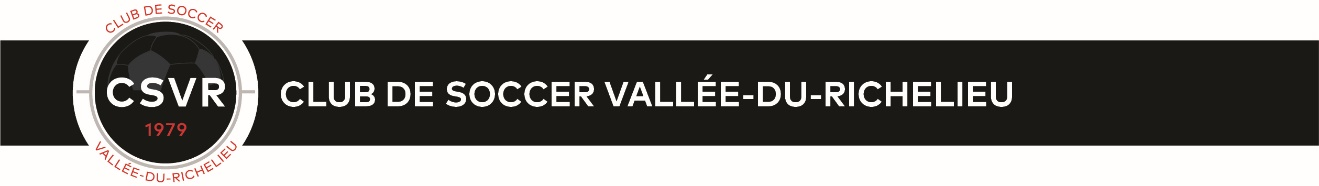 CLUB DE SOCCER
CSVR
1979
VALLÉE-DU-RICHELIEU
CLUB DE SOCCER VALLÉE-DU-RICHELIEU